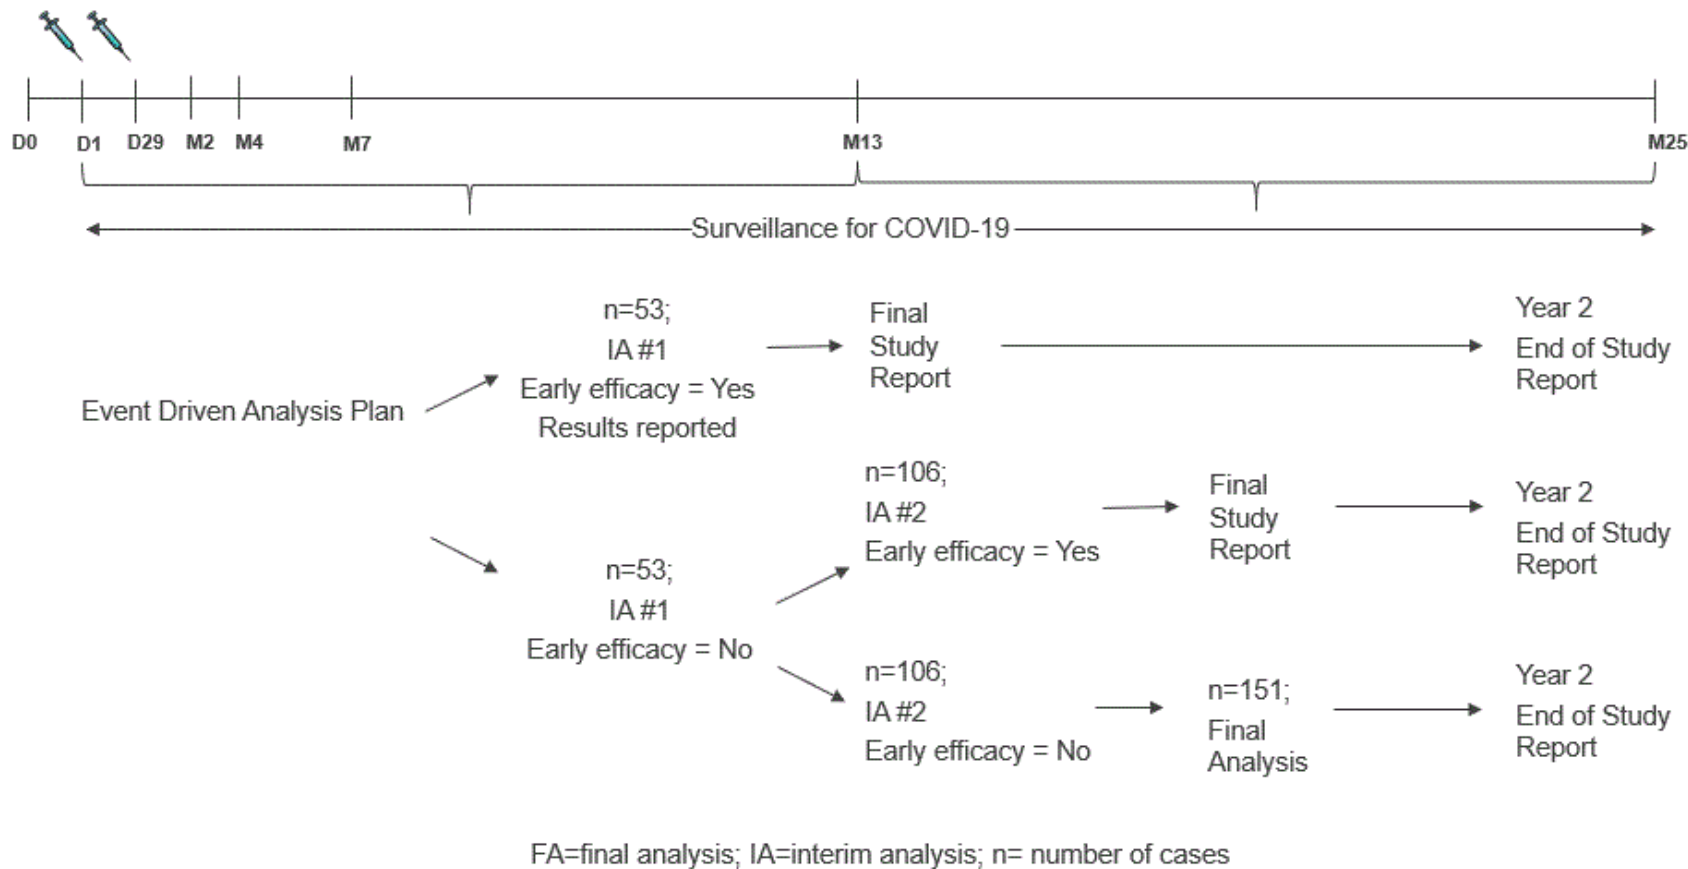 D0
D1
D29
M2
M4
M7
M13
M25
Surveillance for COVID-19
Event Driven Analysis Plan
n=53;
IA #1
Early efficacy = Yes
Results reported
Final
Study
Report
Year 2
End of Study
Report
n=53;
IA #1
Early efficacy = No
n=106;
IA #2
Early efficacy = Yes
Final
Study
Report
Year 2
End of Study
Report
n=106;
IA #2
Early efficacy = No
n=151;
Final
Analysis
Year 2
End of Study
Report
FA=final analysis; IA=interim analysis; n= number of cases